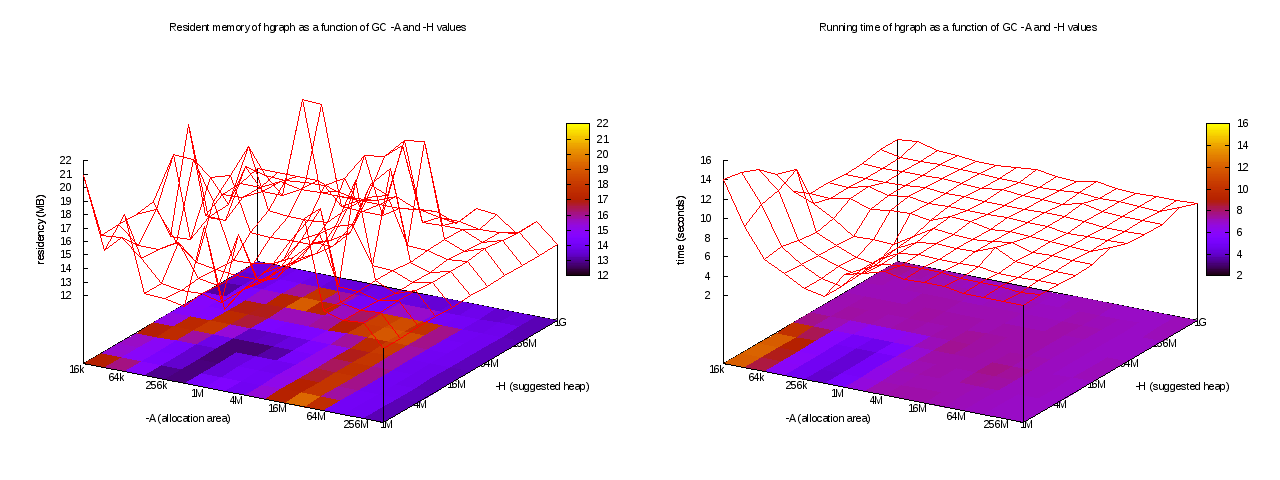 Resident memory of hgraph as a function of GC -A and -H values
22
21
20
19
18
17
16
15
14
13
12
residency (MB)
22
21
20
19
18
17
16
15
14
13
12
16k
64k
256k
1M
4M
16M
64M
256M
-A (allocation area)
1M
4M
16M
64M
256M
1G
-H (suggested heap)
Running time of hgraph as a function of GC -A and -H values
16
14
12
10
8
6
4
2
time (seconds)
16
14
12
10
8
6
4
2
16k
64k
256k
1M
4M
16M
64M
256M
-A (allocation area)
1M
4M
16M
64M
256M
1G
-H (suggested heap)